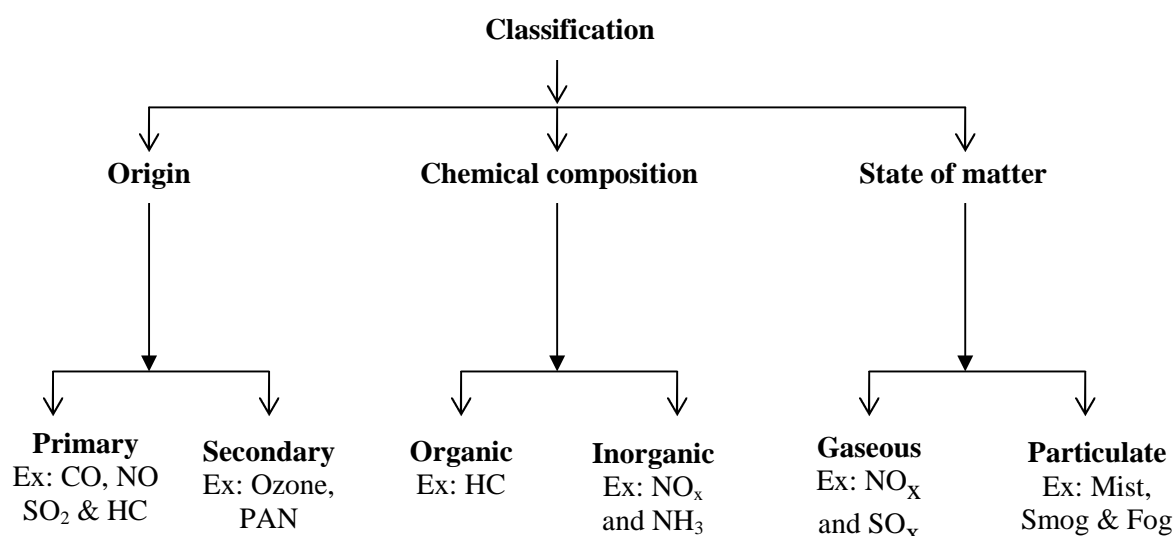 Classification
Origin
Chemical composition
State of matter
Primary
Ex: CO, NO
SO₂ & HC
Secondary
Ex: Ozone,
PAN
Organic
Ex: HC
Inorganic
Ex: NOₓ
and NH₃
Gaseous
Ex: NOₓ
and SOₓ
Particulate
Ex: Mist,
Smog & Fog